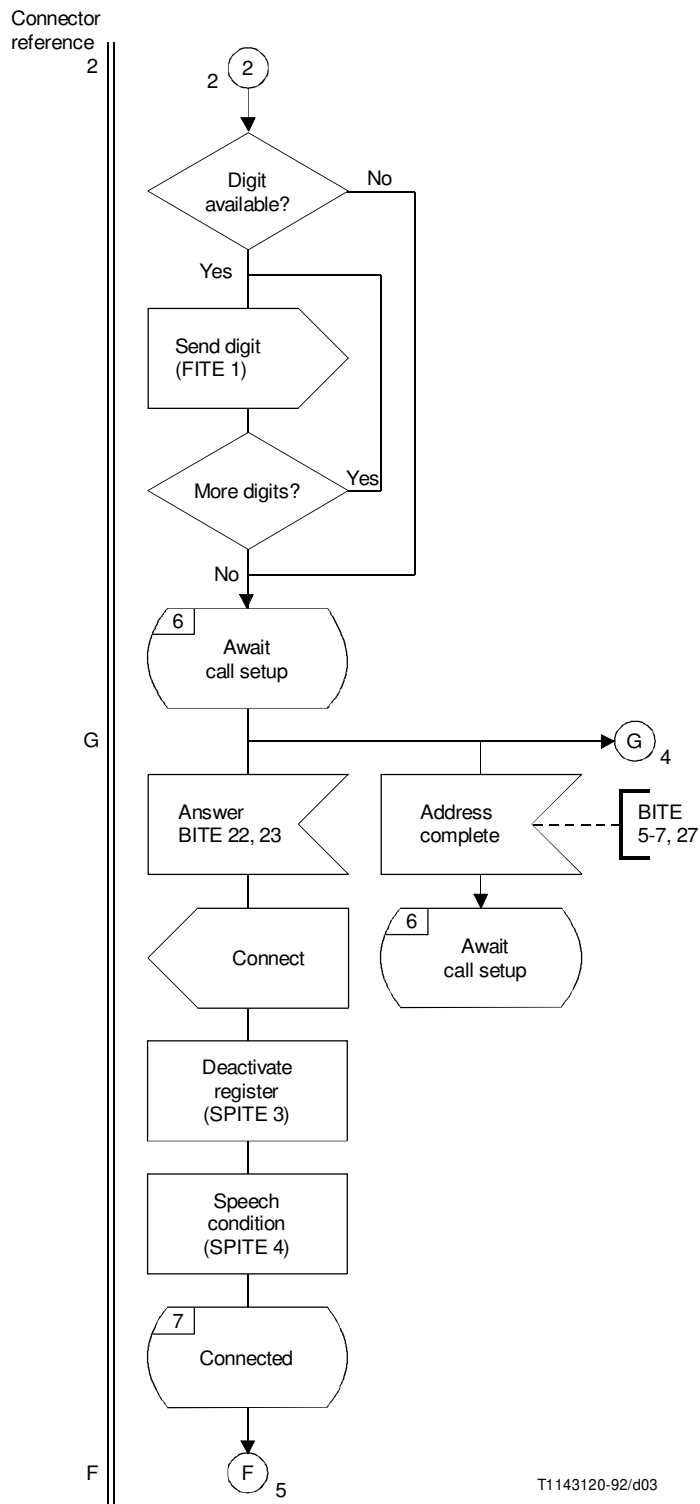 Connector
reference
2
2
2
Digit
available?
No
Yes
Send digit
(FITE 1)
More digits?
Yes
No
6
Await
call setup
G
G
4
Answer
BITE 22, 23
Address
complete
BITE
5-7, 27
Connect
6
Await
call setup
Deactivate
register
(SPITE 3)
Speech
condition
(SPITE 4)
7
Connected
F
F
5
T1143120-92/d03